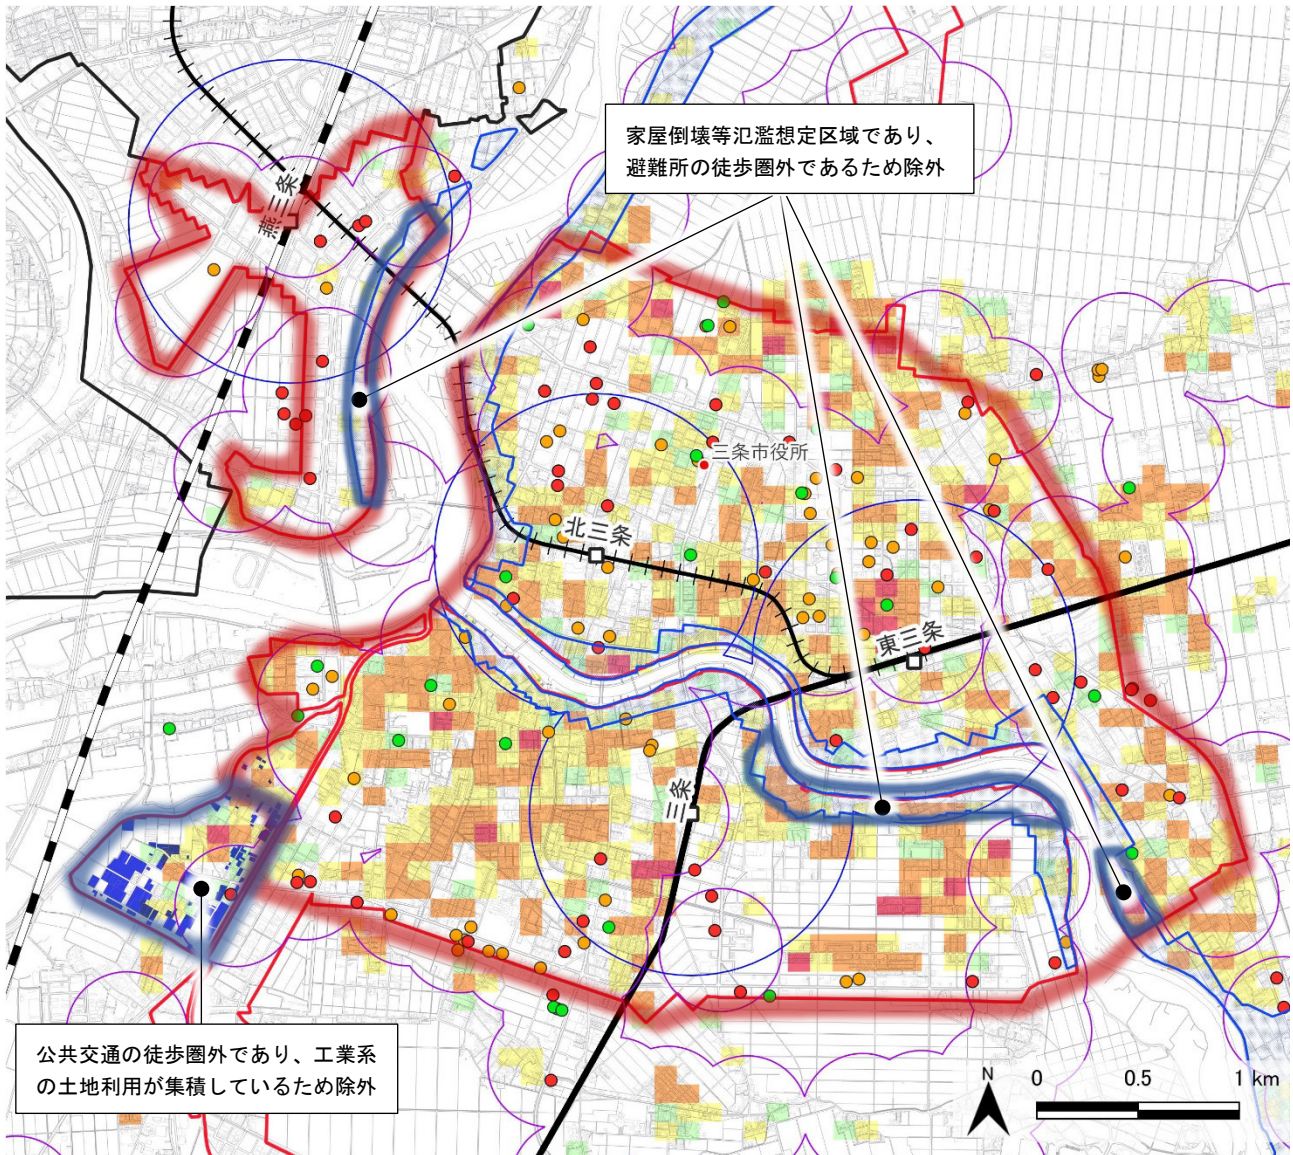 家屋倒壊等氾濫想定区域であり、
避難所の徒歩圏外であるため除外
燕三条
三条市役所
北三条
東三条
三条
公共交通の徒歩圏外であり、工業系
の土地利用が集積しているため除外
N
0 0.5 1 km